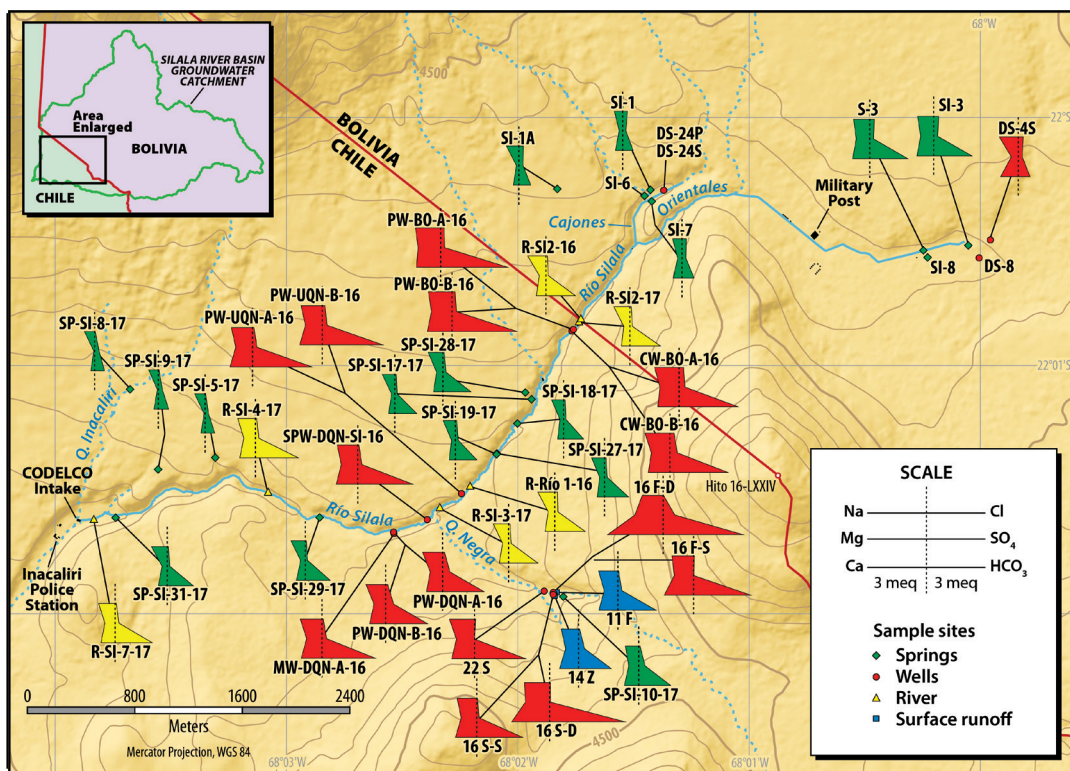 SILALA RIVER BASIN
GROUNDWATER
CATCHMENT
Area
Enlarged
BOLIVIA
CHILE
68°W
4500
22°S
BOLIVIA
CHILE
SI-1
SI-1A
DS-24P
DS-24S
SI-6
Orientales
Cajones
S-3
SI-3
DS-4S
Military
Post
SI-7
SI-8
DS-8
Río Silala
PW-BO-A-16
R-SI2-16
PW-BO-B-16
R-SI2-17
PW-UQN-B-16
PW-UQN-A-16
SP-SI-8-17
SP-SI-9-17
SP-SI-5-17
SP-SI-28-17
SP-SI-17-17
CW-BO-A-16
22°01'S
SP-SI-18-17
SP-SI-19-17
R-SI-4-17
Q. Inacaliri
SPW-DQN-SI-16
CW-BO-B-16
SP-SI-27-17
CODELCO
Intake
R-Río 1-16
16 F-D
Hito 16-LXXIV
Río Silala
R-SI-3-17
Q. Negra
16 F-S
Inacaliri
Police
Station
SP-SI-31-17
SP-SI-29-17
PW-DQN-A-16
11 F
R-SI-7-17
PW-DQN-B-16
MW-DQN-A-16
22 S
14 Z
SP-SI-10-17
16 S-S
16 S-D
4500
0 800 1600 2400
Meters
Mercator Projection, WGS 84
68°03'W
68°02'W
68°01'W
SCALE
Na Cl
Mg SO₄
Ca HCO₃
3 meq 3 meq
Sample sites
Springs
Wells
River
Surface runoff